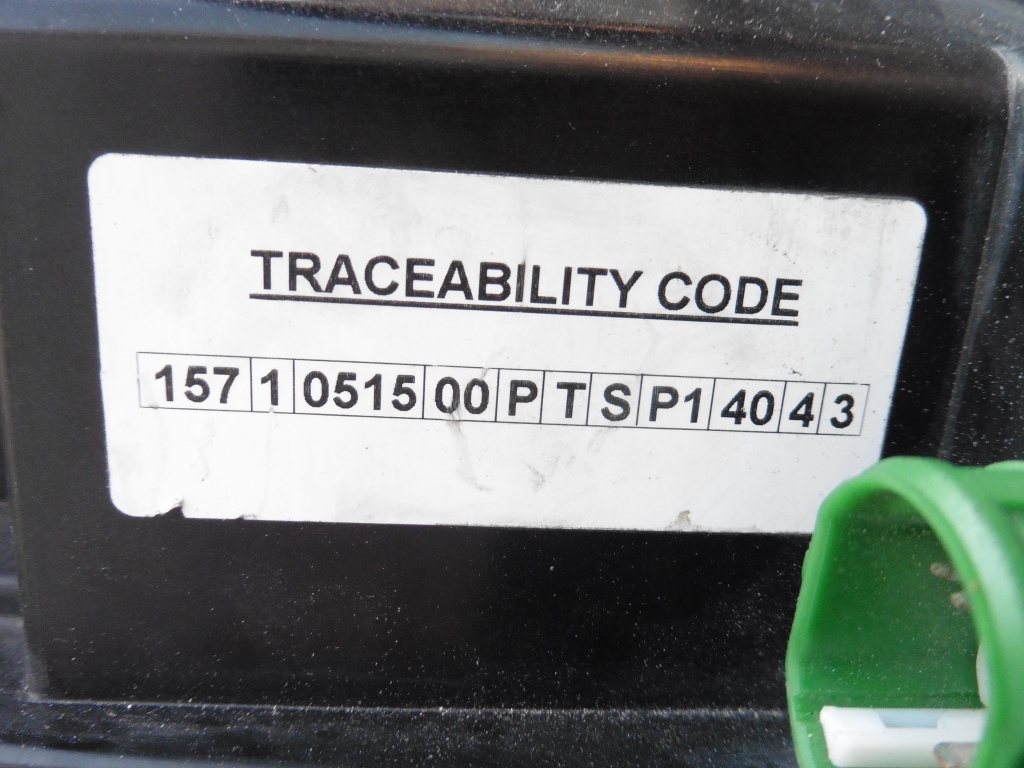 TRACEABILITY CODE
157 1 0515 00 P T S P1 40 4 3